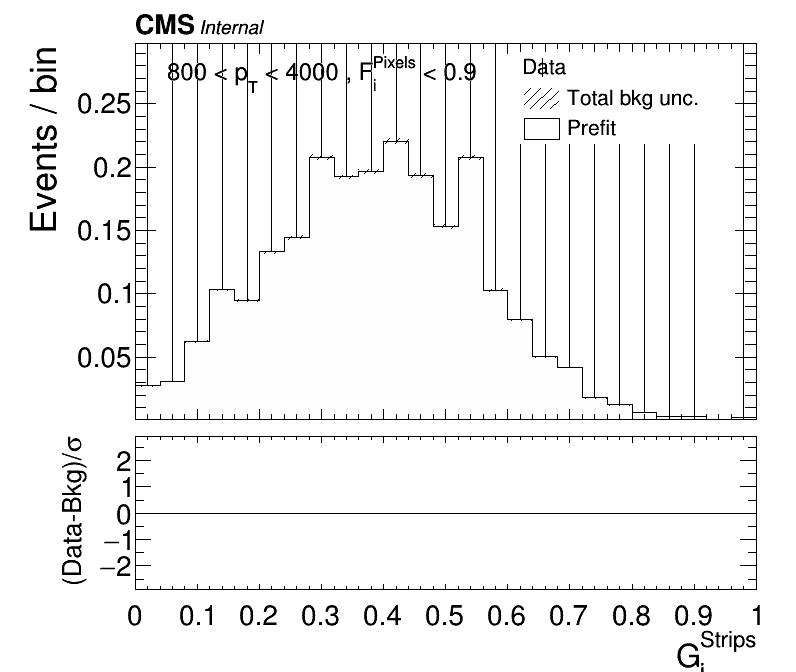 CMS Internal
800 < p_T < 4000 , F_i^Pixels < 0.9
Data
Total bkg unc.
Prefit
Events / bin
0.25
0.2
0.15
0.1
0.05
(Data-Bkg)/σ
2
1
0
−1
−2
0 0.1 0.2 0.3 0.4 0.5 0.6 0.7 0.8 0.9 1
G_i^Strips